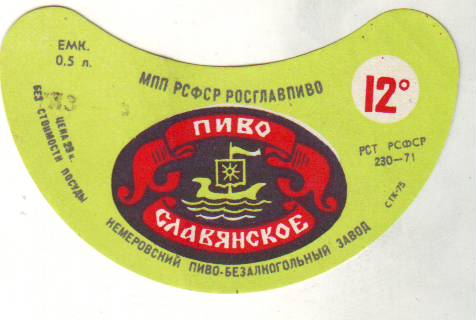 ЕМК.
0.5 л.
МПП РСФСР РОСГЛАВПИВО
12°
ЦЕНА 29 к.
БЕЗ СТОИМОСТИ ПОСУДЫ
ПИВО
СЛАВЯНСКОЕ
РСТ РСФСР
230—71
СТК-75
КЕМЕРОВСКИЙ ПИВО-БЕЗАЛКОГОЛЬНЫЙ ЗАВОД